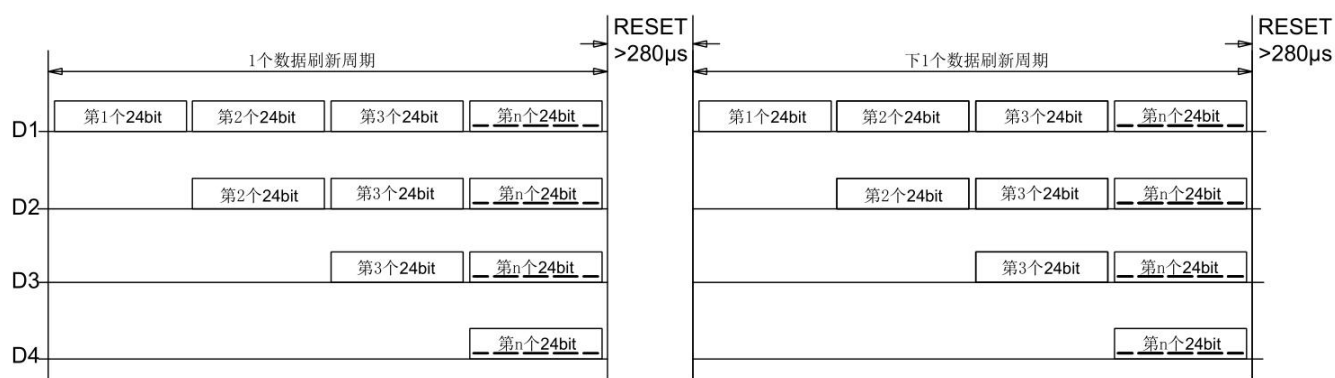 RESET
>280μs
RESET
>280μs
1个数据刷新周期
下1个数据刷新周期
D1 第1个24bit 第2个24bit 第3个24bit 第n个24bit 第1个24bit 第2个24bit 第3个24bit 第n个24bit
D2 第2个24bit 第3个24bit 第n个24bit 第2个24bit 第3个24bit 第n个24bit
D3 第3个24bit 第n个24bit 第3个24bit 第n个24bit
D4 第n个24bit 第n个24bit